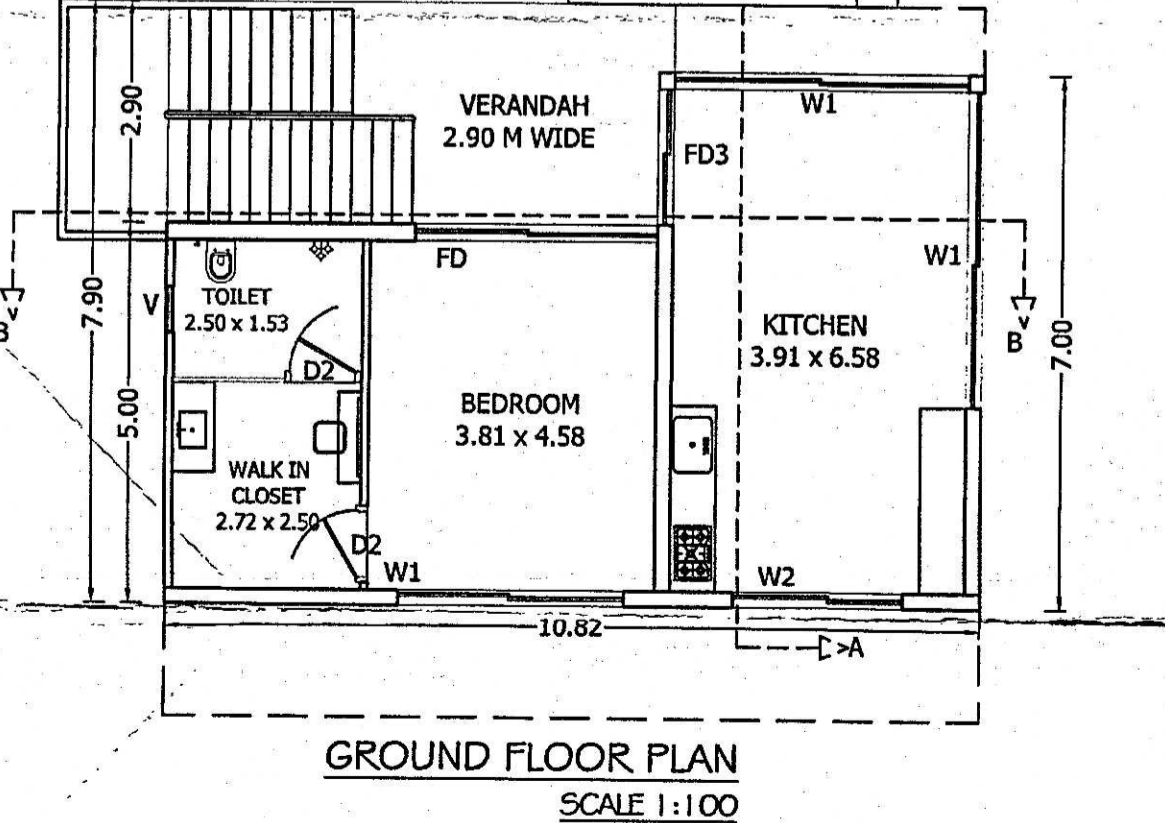 VERANDAH
2.90 M WIDE
W1
2.90
FD3
FD
W1
V
TOILET
2.50 x 1.53
7.90
B
KITCHEN
3.91 x 6.58
B
7.00
D2
5.00
BEDROOM
3.81 x 4.58
WALK IN
CLOSET
2.72 x 2.50
D2
W1
W2
10.82
A
GROUND FLOOR PLAN
SCALE 1:100